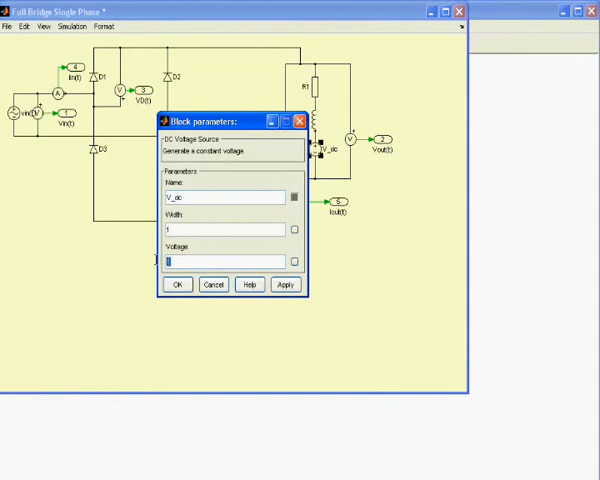 Full Bridge Single Phase *
File Edit View Simulation Format
4
Iin(t)
D1
D2
V
3
VD(t)
A
R1
vin(t)
V
1
Vin(t)
D3
V_dc
V
2
Vout(t)
5
Iout(t)
Block parameters:
DC Voltage Source
Generate a constant voltage.
Parameters
Name:
V_dc
Width:
1
Voltage:
OK Cancel Help Apply